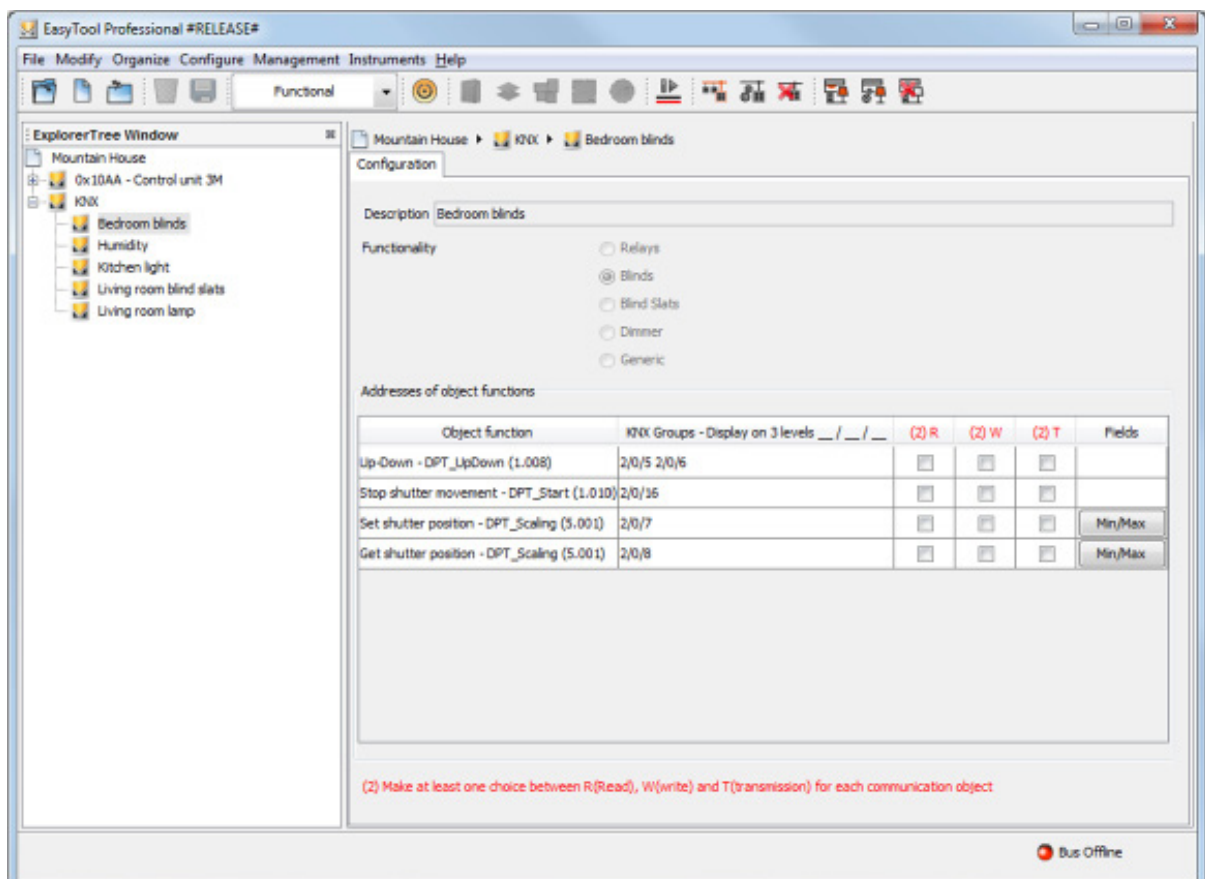 EasyTool Professional #RELEASE#
File Modify Organize Configure Management Instruments Help
Functional
ExplorerTree Window
Mountain House
0x10AA - Control unit 3M
KNX
Bedroom blinds
Humidity
Kitchen light
Living room blind slats
Living room lamp
Mountain House KNX Bedroom blinds
Configuration
Description Bedroom blinds
Functionality Relays
Blinds
Blind Slats
Dimmer
Generic
Addresses of object functions
Object function KNX Groups - Display on 3 levels __ / __ / __ (2) R (2) W (2) T Fields
Up-Down - DPT_UpDown (1.008) 2/0/5 2/0/6
Stop shutter movement - DPT_Start (1.010) 2/0/16
Set shutter position - DPT_Scaling (5.001) 2/0/7 Min/Max
Get shutter position - DPT_Scaling (5.001) 2/0/8 Min/Max
(2) Make at least one choice between R(Read), W(write) and T(transmission) for each communication object
Bus Offline